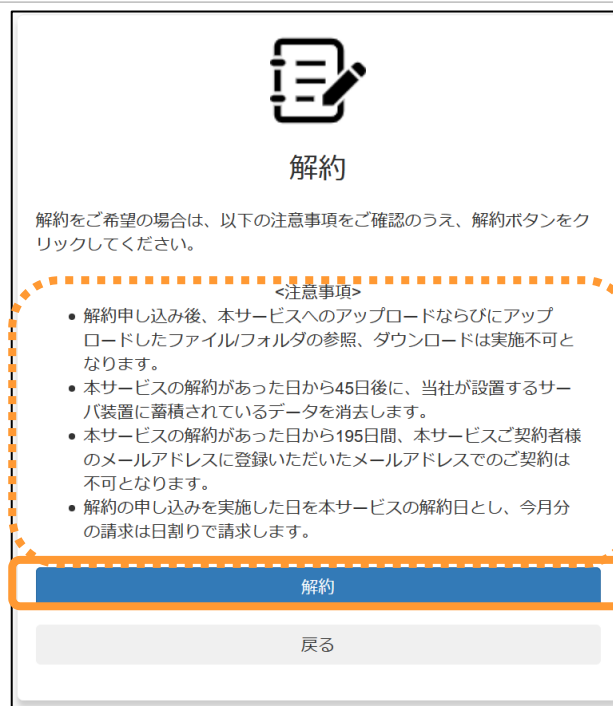 解約
解約をご希望の場合は、以下の注意事項をご確認のうえ、解約ボタンをク
リックしてください。
<注意事項>
• 解約申し込み後、本サービスへのアップロードならびにアップ
ロードしたファイル/フォルダの参照、ダウンロードは実施不可と
なります。
• 本サービスの解約があった日から45日後に、当社が設置するサー
バ装置に蓄積されているデータを消去します。
• 本サービスの解約があった日から195日間、本サービスご契約者様
のメールアドレスに登録いただいたメールアドレスでのご契約は
不可となります。
• 解約の申し込みを実施した日を本サービスの解約日とし、今月分
の請求は日割りで請求します。
解約
戻る